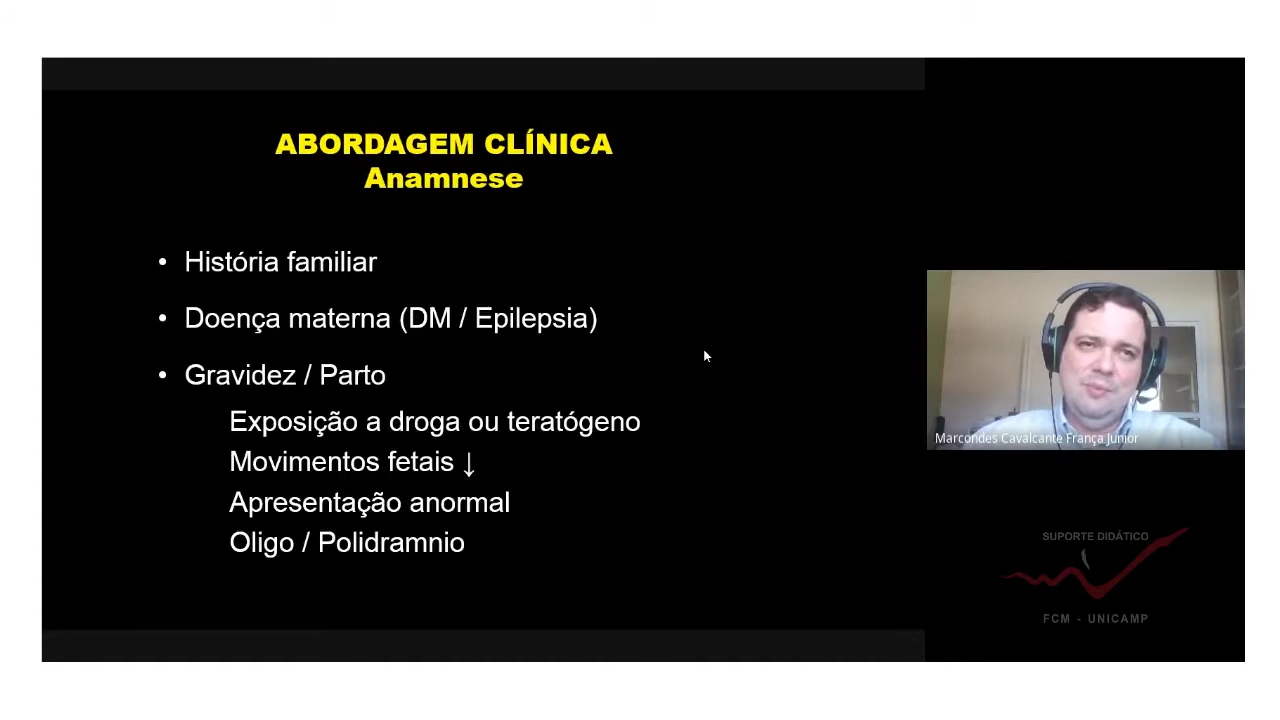 ABORDAGEM CLÍNICA
Anamnese
• História familiar
• Doença materna (DM / Epilepsia)
• Gravidez / Parto
Exposição a droga ou teratógeno
Movimentos fetais ↓
Apresentação anormal
Oligo / Polidramnio
Marcondes Cavalcante França Junior
SUPORTE DIDÁTICO
FCM - UNICAMP